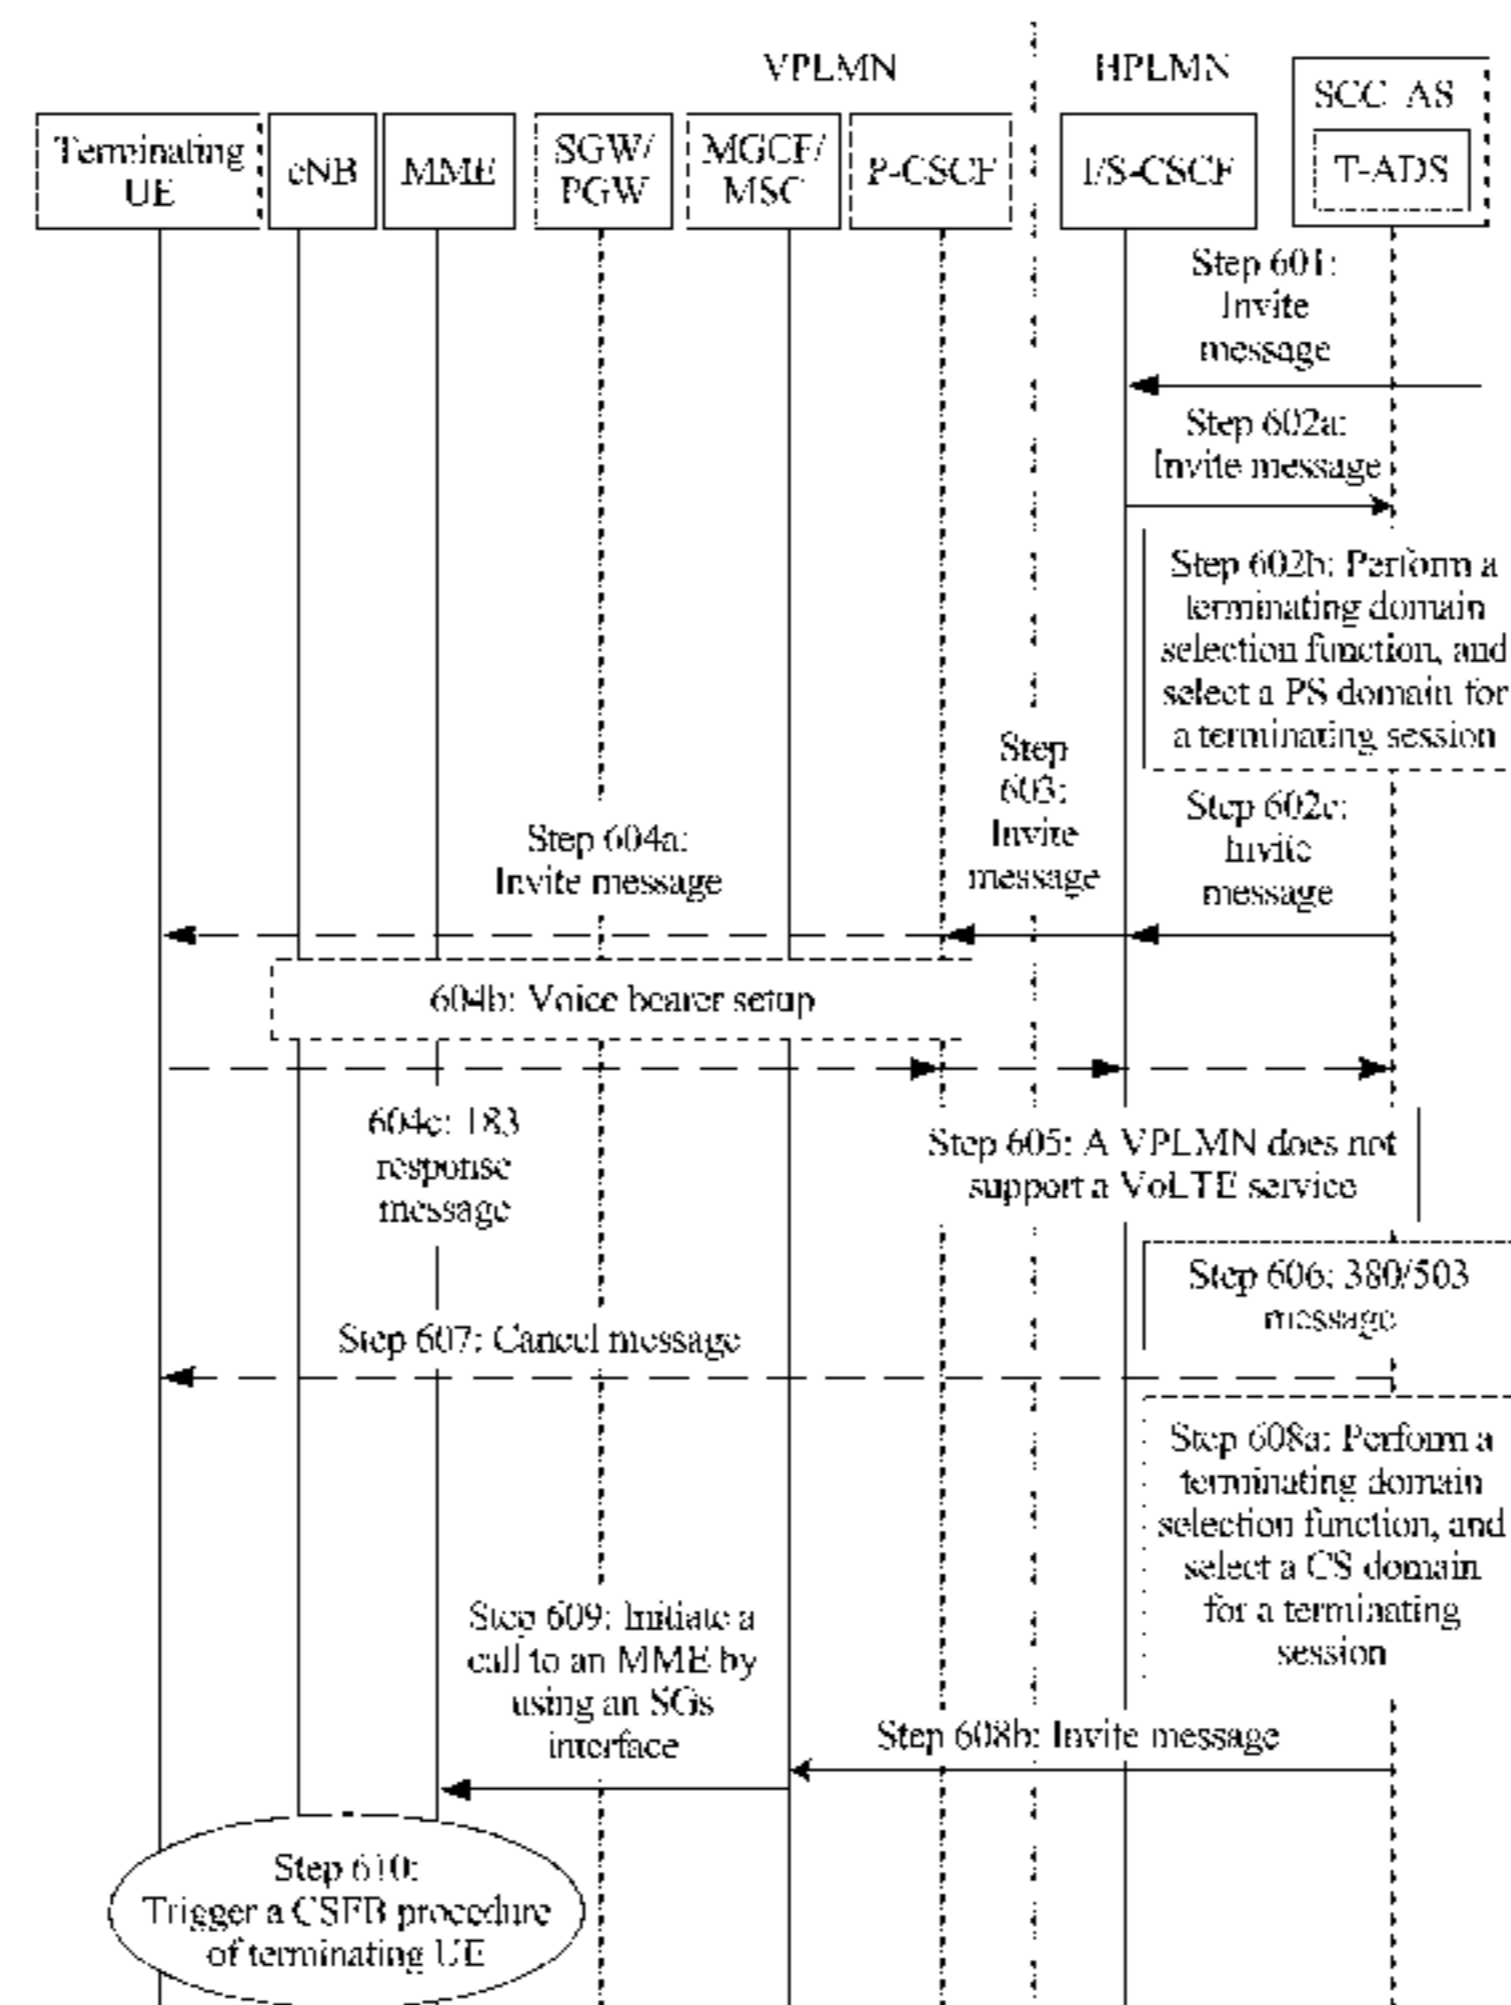 VPLMN
HPLMN
SCC AS
T-ADS
Terminating
UE
eNB
MME
SGW/
PGW
MGCF/
MSC
P-CSCF
I/S-CSCF
Step 601:
Invite
message
Step 602a:
Invite message
Step 602b: Perform a
terminating domain
selection function, and
select a PS domain for
a terminating session
Step
603:
Invite
message
Step 602c:
Invite
message
Step 604a:
Invite message
604b: Voice bearer setup
604c: 183
response
message
Step 605: A VPLMN does not
support a VoLTE service
Step 606: 380/503
message
Step 607: Cancel message
Step 608a: Perform a
terminating domain
selection function, and
select a CS domain
for a terminating
session
Step 609: Initiate a
call to an MME by
using an SGs
interface
Step 608b: Invite message
Step 610:
Trigger a CSFB procedure
of terminating UE